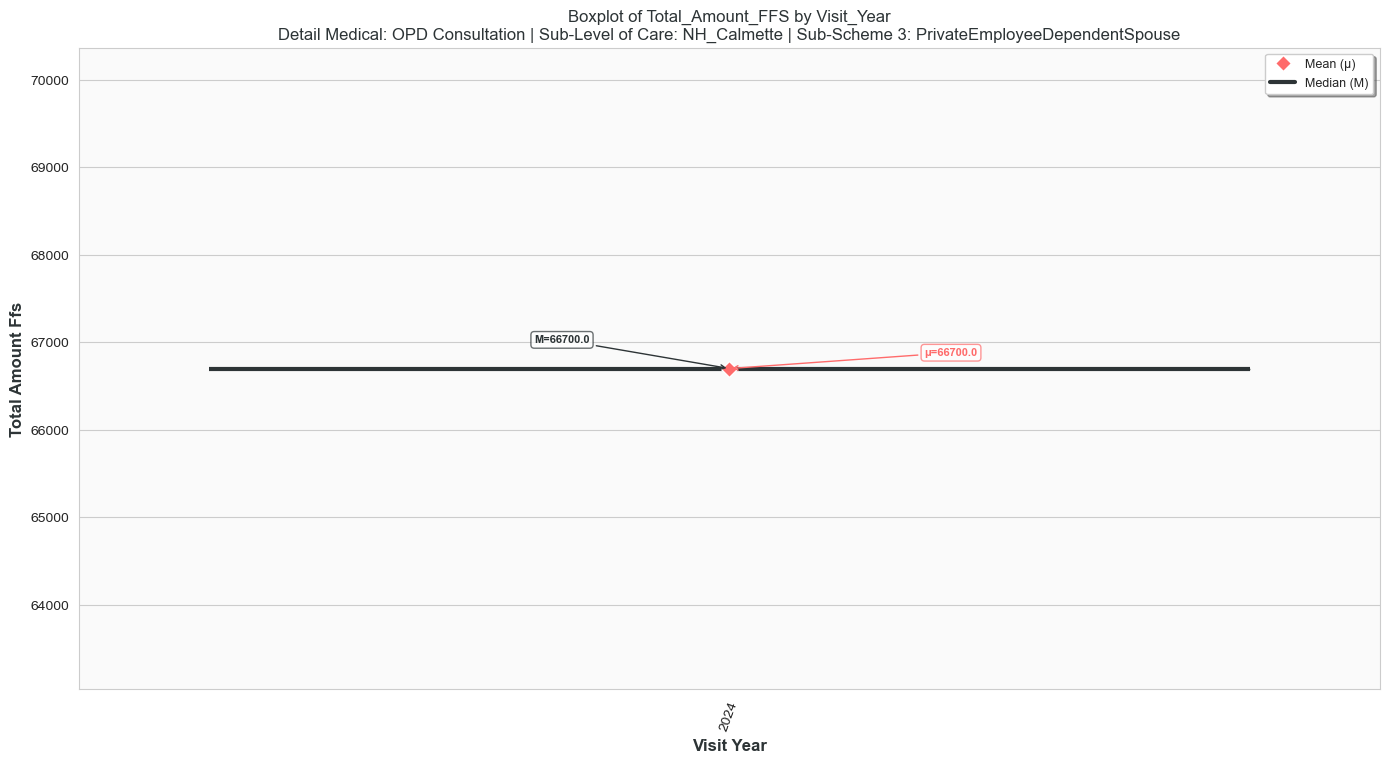 Boxplot of Total_Amount_FFS by Visit_Year
Detail Medical: OPD Consultation | Sub-Level of Care: NH_Calmette | Sub-Scheme 3: PrivateEmployeeDependentSpouse
Mean (μ)
Median (M)
Total Amount Ffs
70000
69000
68000
67000
66000
65000
64000
M=66700.0
μ=66700.0
2024
Visit Year